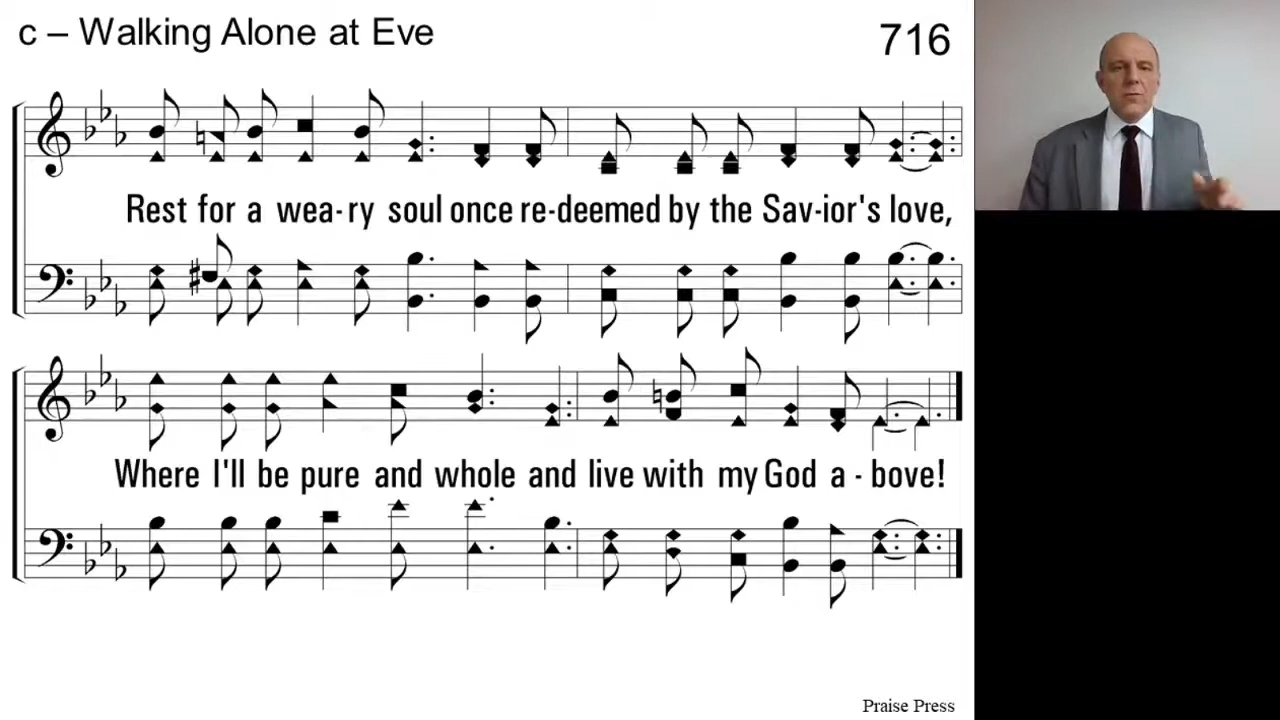 c – Walking Alone at Eve
716
Rest for a wea-ry soul once re-deemed by the Sav-ior's love,
Where I'll be pure and whole and live with my God a-bove!
Praise Press